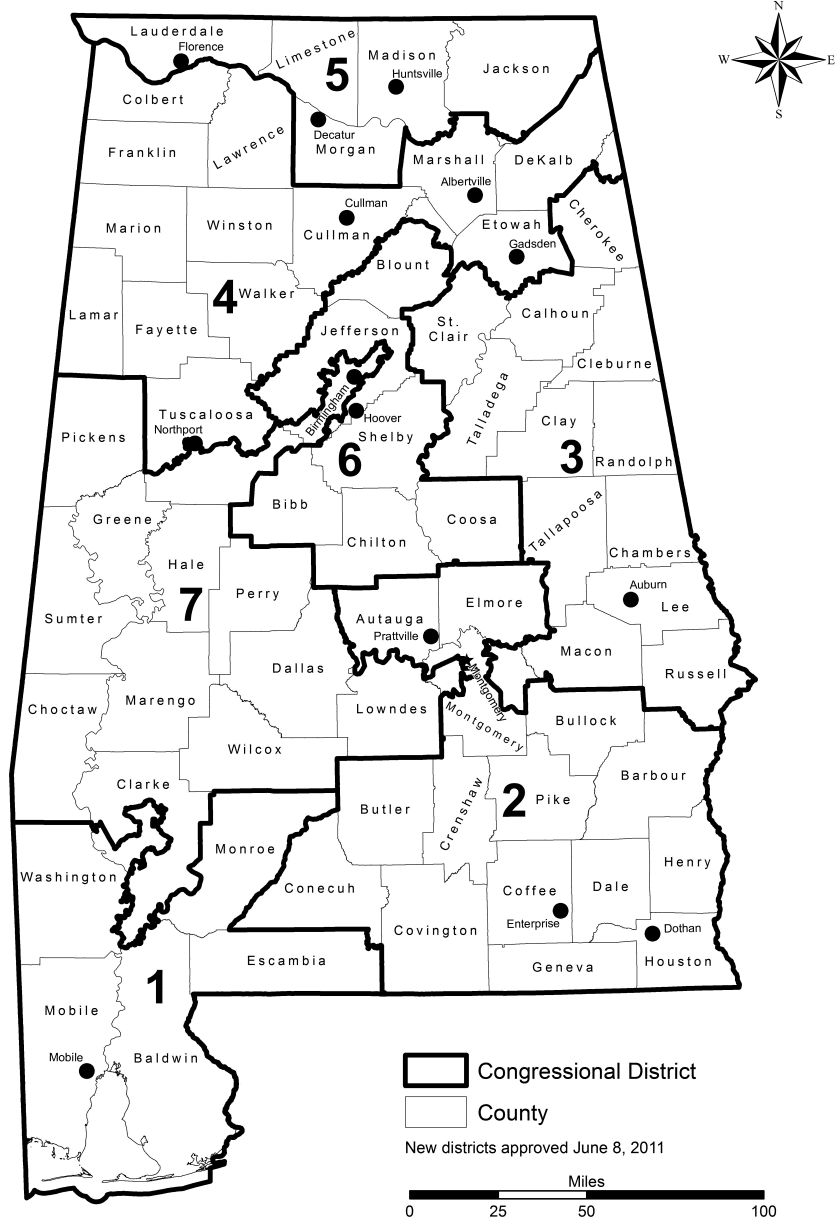 N
W
E
S
Lauderdale
Florence
Limestone
Madison
5
Huntsville
Jackson
Colbert
Decatur
Morgan
Franklin
Lawrence
Marshall
DeKalb
Albertville
Cullman
Cullman
Marion
Winston
Etowah
Gadsden
Cherokee
Blount
4
Walker
Lamar
Fayette
Jefferson
St.
Clair
Calhoun
Cleburne
Tuscaloosa
Northport
Birmingham
Hoover
Shelby
6
Talladega
Clay
3
Randolph
Pickens
Greene
Bibb
Chilton
Coosa
Tallapoosa
Chambers
Hale
7
Perry
Sumter
Autauga
Prattville
Elmore
Auburn
Lee
Macon
Russell
Dallas
Choctaw
Marengo
Lowndes
Montgomery
Montgomery
Bullock
Wilcox
Clarke
Butler
Crenshaw
2
Pike
Barbour
Washington
Monroe
Conecuh
Covington
Coffee
Enterprise
Dale
Henry
Dothan
Houston
Geneva
Escambia
1
Mobile
Mobile
Baldwin
Congressional District
County
New districts approved June 8, 2011
Miles
0 25 50 100